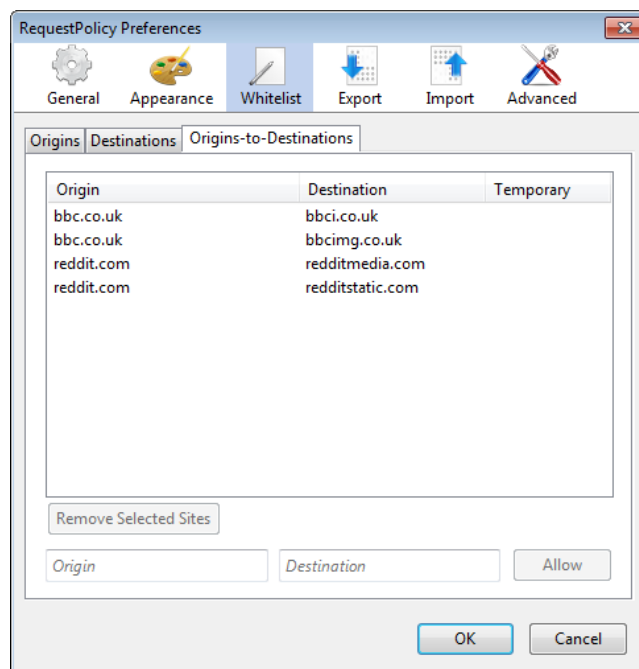 RequestPolicy Preferences
General Appearance Whitelist Export Import Advanced
Origins Destinations Origins-to-Destinations
Origin Destination Temporary
bbc.co.uk bbci.co.uk
bbc.co.uk bbcimg.co.uk
reddit.com redditmedia.com
reddit.com redditstatic.com
Remove Selected Sites
Origin Destination Allow
OK Cancel